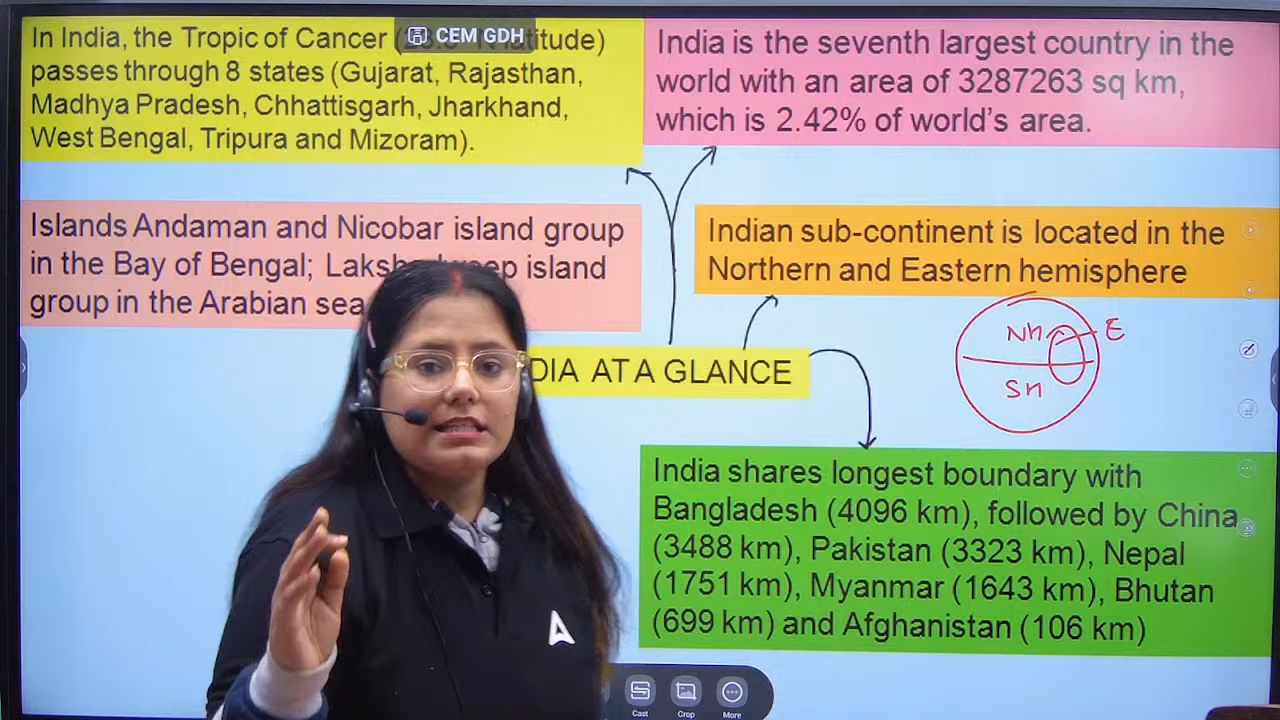 In India, the Tropic of Cancer
CEM GDH
passes through 8 states (Gujarat, Rajasthan,
Madhya Pradesh, Chhattisgarh, Jharkhand,
West Bengal, Tripura and Mizoram).
India is the seventh largest country in the
world with an area of 3287263 sq km,
which is 2.42% of world's area.
Islands Andaman and Nicobar island group
in the Bay of Bengal; island
group in the Arabian sea
Indian sub-continent is located in the
Northern and Eastern hemisphere
Nh E
Sh
AT A GLANCE
India shares longest boundary with
Bangladesh (4096 km), followed by China
(3488 km), Pakistan (3323 km), Nepal
(1751 km), Myanmar (1643 km), Bhutan
(699 km) and Afghanistan (106 km)
Cast Crop More